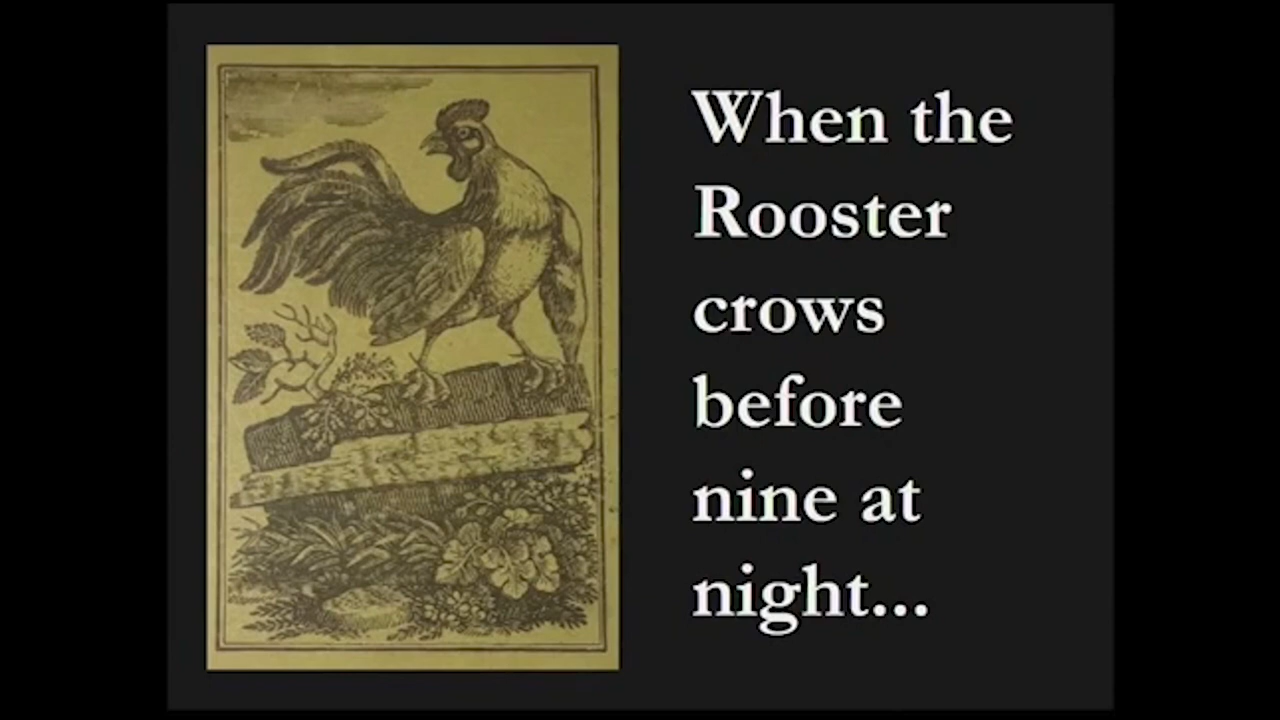 When the
Rooster
crows
before
nine at
night...